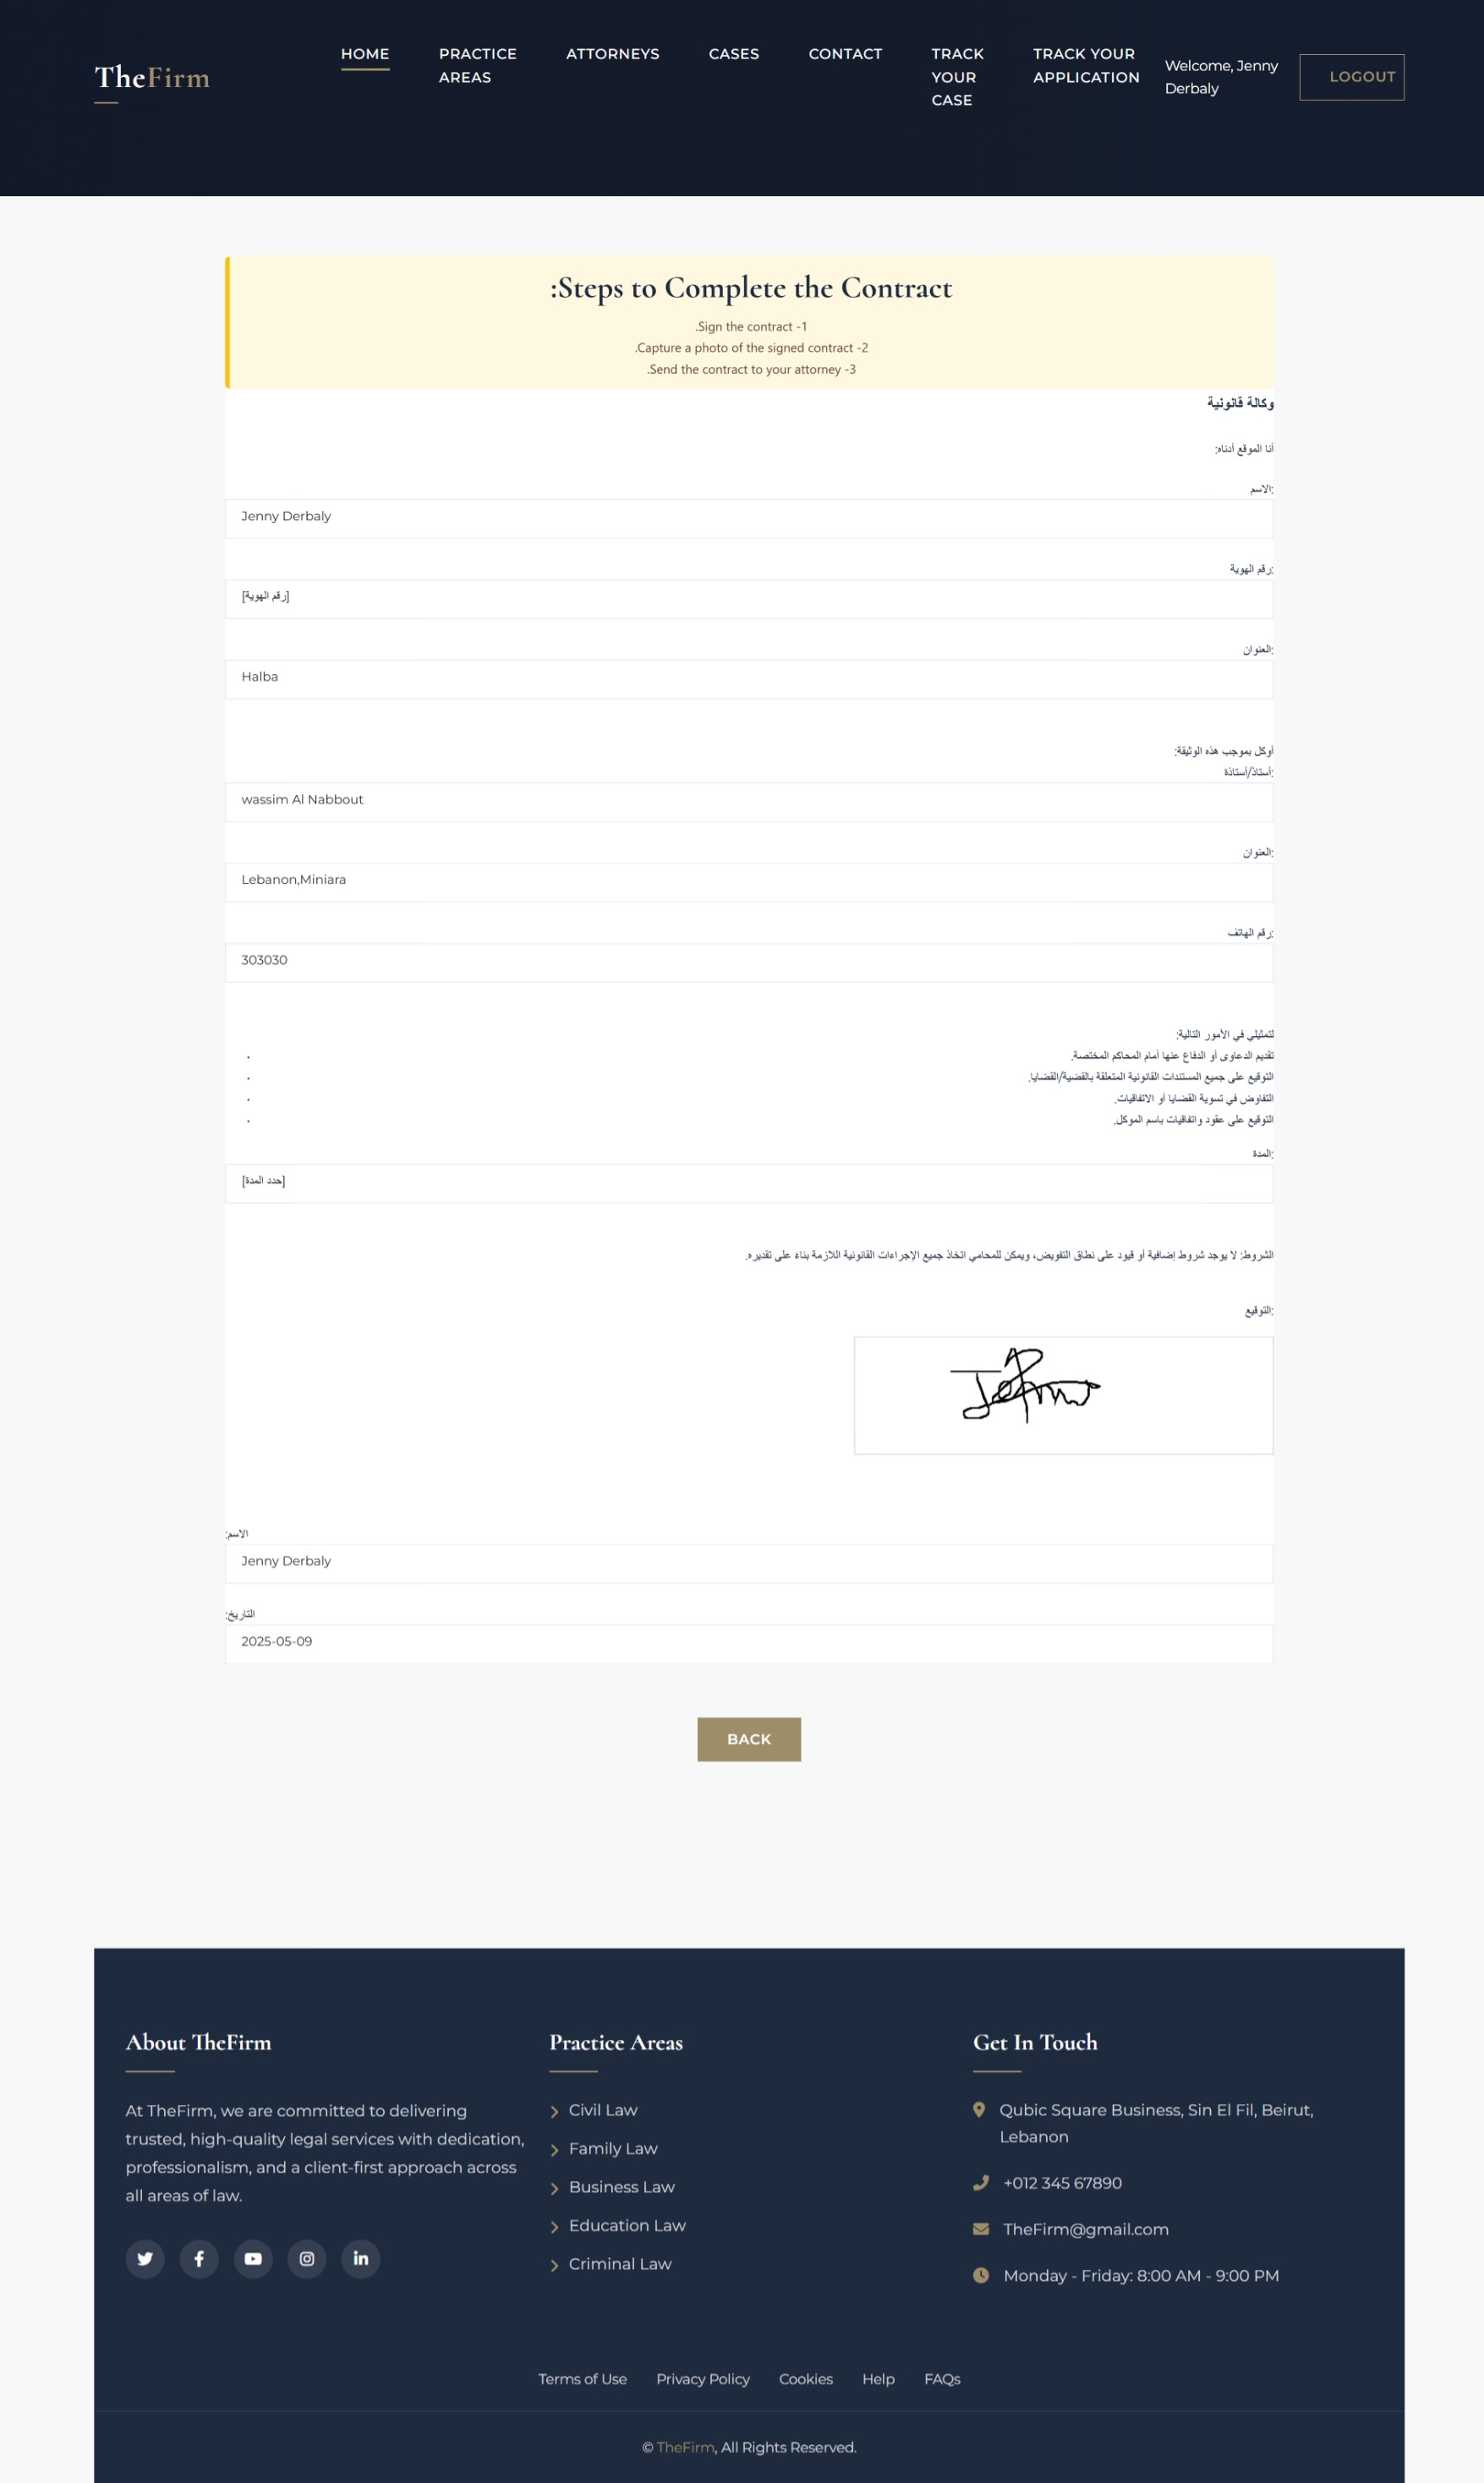 TheFirm
HOME
PRACTICE
AREAS
ATTORNEYS
CASES
CONTACT
TRACK
YOUR
CASE
TRACK YOUR
APPLICATION
Welcome, Jenny
Derbaly
LOGOUT
:Steps to Complete the Contract
.Sign the contract -1
.Capture a photo of the signed contract -2
.Send the contract to your attorney -3
وكالة قانونية
أنا الموقع أدناه:
:الاسم
Jenny Derbaly
:رقم الهوية
[رقم الهوية]
:العنوان
Halba
أوكل بموجب هذه الوثيقة:
:أستاذ/أستاذة
wassim Al Nabbout
:العنوان
Lebanon,Miniara
:رقم الهاتف
303030
لتمثيلي في الأمور التالية:
تقديم الدعاوى أو الدفاع عنها أمام المحاكم المختصة.
التوقيع على جميع المستندات القانونية المتعلقة بالقضية/القضايا.
التفاوض في تسوية القضايا أو الاتفاقيات.
التوقيع على عقود واتفاقيات باسم الموكل.
:المدة
[حدد المدة]
الشروط: لا يوجد شروط إضافية أو قيود على نطاق التفويض، ويمكن للمحامي اتخاذ جميع الإجراءات القانونية اللازمة بناءً على تقديره.
:التوقيع
الاسم:
Jenny Derbaly
التاريخ:
2025-05-09
BACK
About TheFirm
At TheFirm, we are committed to delivering
trusted, high-quality legal services with dedication,
professionalism, and a client-first approach across
all areas of law.
Practice Areas
Civil Law
Family Law
Business Law
Education Law
Criminal Law
Get In Touch
Qubic Square Business, Sin El Fil, Beirut,
Lebanon
+012 345 67890
TheFirm@gmail.com
Monday - Friday: 8:00 AM - 9:00 PM
Terms of Use Privacy Policy Cookies Help FAQs
© TheFirm, All Rights Reserved.